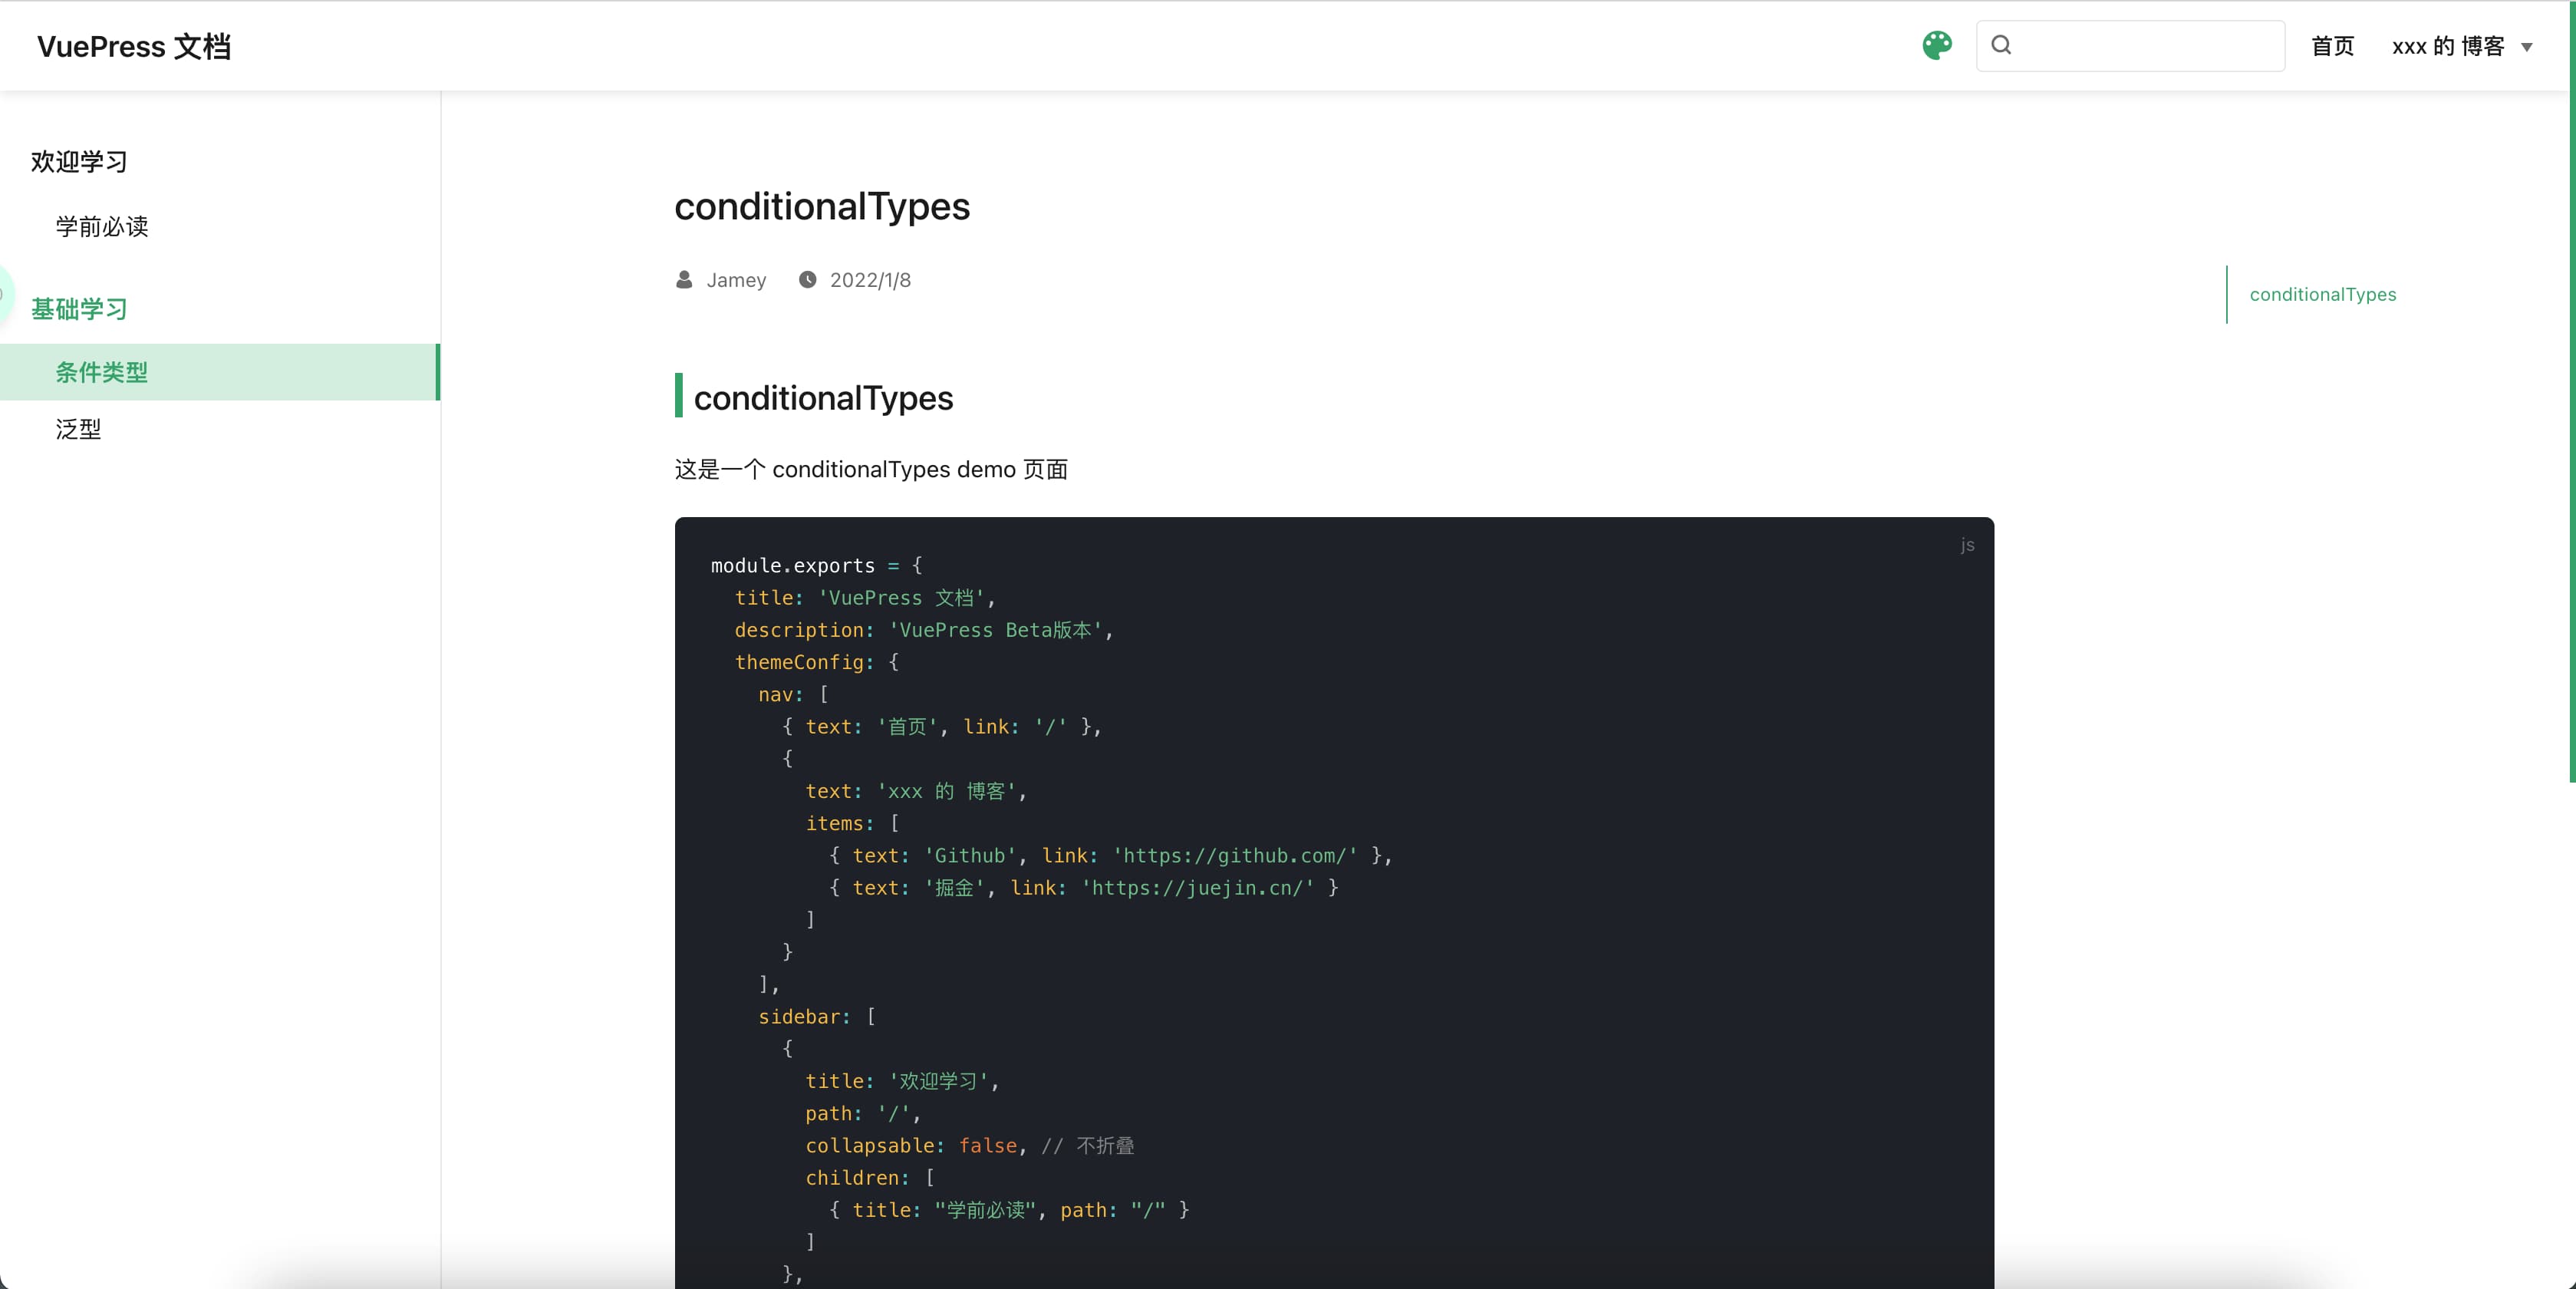 VuePress 文档
首页
xxx 的 博客
欢迎学习
学前必读
基础学习
条件类型
泛型
conditionalTypes
Jamey 2022/1/8
conditionalTypes
conditionalTypes
这是一个 conditionalTypes demo 页面
js
module.exports = {
  title: 'VuePress 文档',
  description: 'VuePress Beta版本',
  themeConfig: {
    nav: [
      { text: '首页', link: '/' },
      {
        text: 'xxx 的 博客',
        items: [
          { text: 'Github', link: 'https://github.com/' },
          { text: '掘金', link: 'https://juejin.cn/' }
        ]
      }
    ],
    sidebar: [
      {
        title: '欢迎学习',
        path: '/',
        collapsable: false, // 不折叠
        children: [
          { title: "学前必读", path: "/" }
        ]
      },